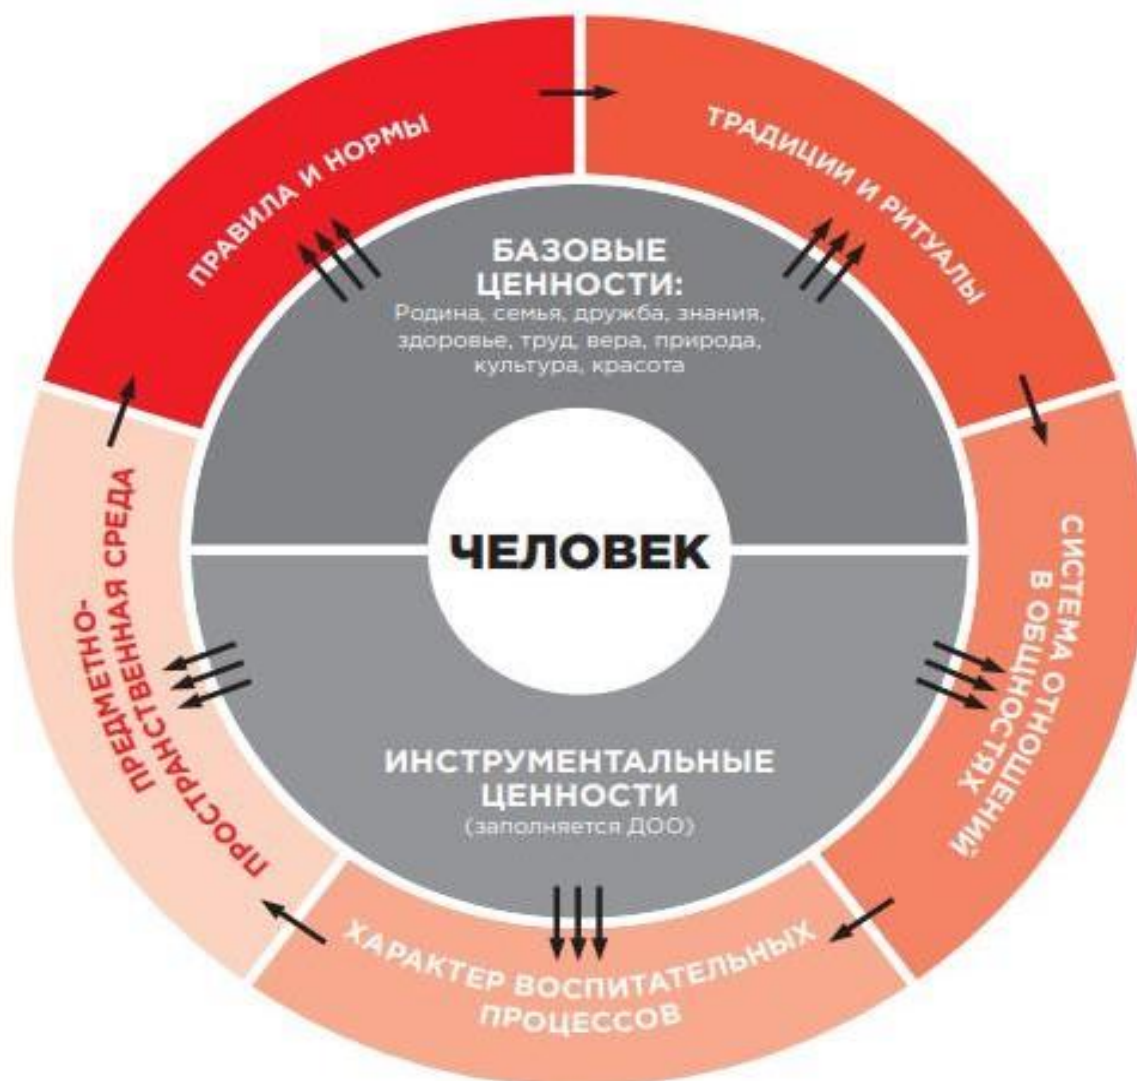 ПРАВИЛА И НОРМЫ
ТРАДИЦИИ И РИТУАЛЫ
БАЗОВЫЕ
ЦЕННОСТИ:
Родина, семья, дружба, знания,
здоровье, труд, вера, природа,
культура, красота
ЧЕЛОВЕК
СИСТЕМА ОТНОШЕНИЙ
В ОБЩНОСТЯХ
ПРЕДМЕТНО-
ПРОСТРАНСТВЕННАЯ СРЕДА
ИНСТРУМЕНТАЛЬНЫЕ
ЦЕННОСТИ
(заполняется ДОО)
ХАРАКТЕР ВОСПИТАТЕЛЬНЫХ
ПРОЦЕССОВ